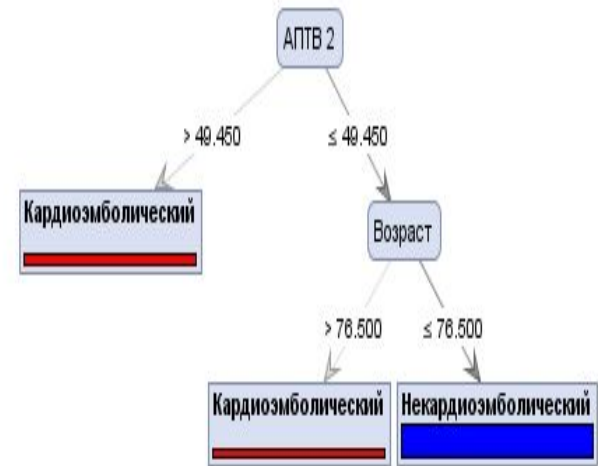 АПТВ 2
> 49.450
≤ 49.450
Кардиоэмболический
Возраст
> 76.500
≤ 76.500
Кардиоэмболический
Некардиоэмболический